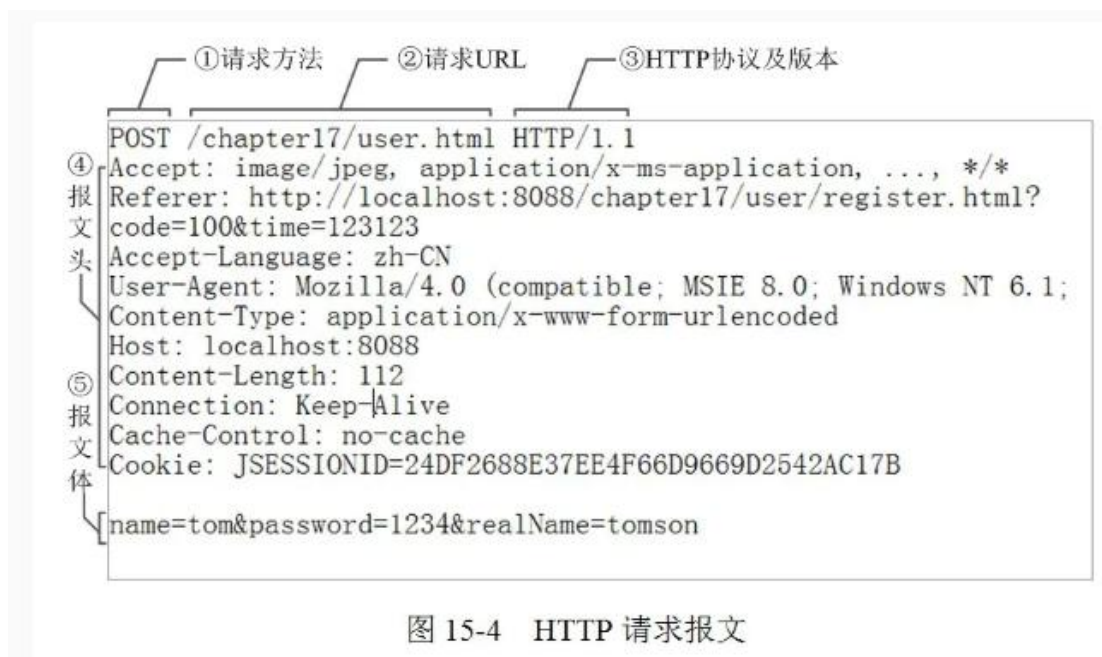 ①请求方法 ②请求URL ③HTTP协议及版本
POST /chapter17/user.html HTTP/1.1
④报文头
Accept: image/jpeg, application/x-ms-application, ..., */*
Referer: http://localhost:8088/chapter17/user/register.html?
code=100&time=123123
Accept-Language: zh-CN
User-Agent: Mozilla/4.0 (compatible; MSIE 8.0; Windows NT 6.1;
Content-Type: application/x-www-form-urlencoded
Host: localhost:8088
Content-Length: 112
Connection: Keep-Alive
Cache-Control: no-cache
Cookie: JSESSIONID=24DF2688E37EE4F66D9669D2542AC17B
⑤报文体
name=tom&password=1234&realName=tomson
图 15-4 HTTP 请求报文